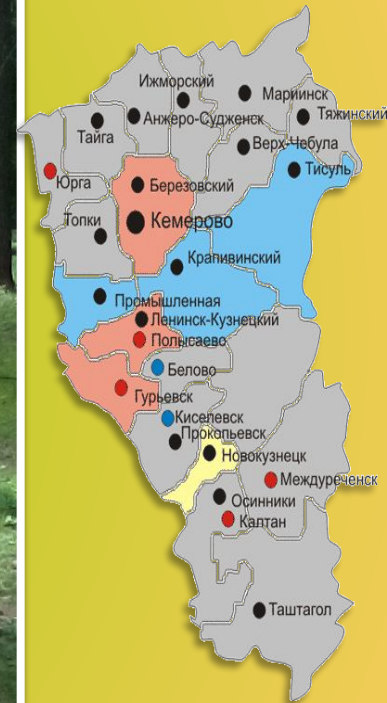 Ижморский
Мариинск
Анжеро-Судженск
Тяжинский
Тайга
Верх-Чебула
Тисуль
Юрга
Березовский
Топки
Кемерово
Крапивинский
Промышленная
Ленинск-Кузнецкий
Полысаево
Белово
Гурьевск
Киселевск
Прокопьевск
Новокузнецк
Междуреченск
Осинники
Калтан
Таштагол